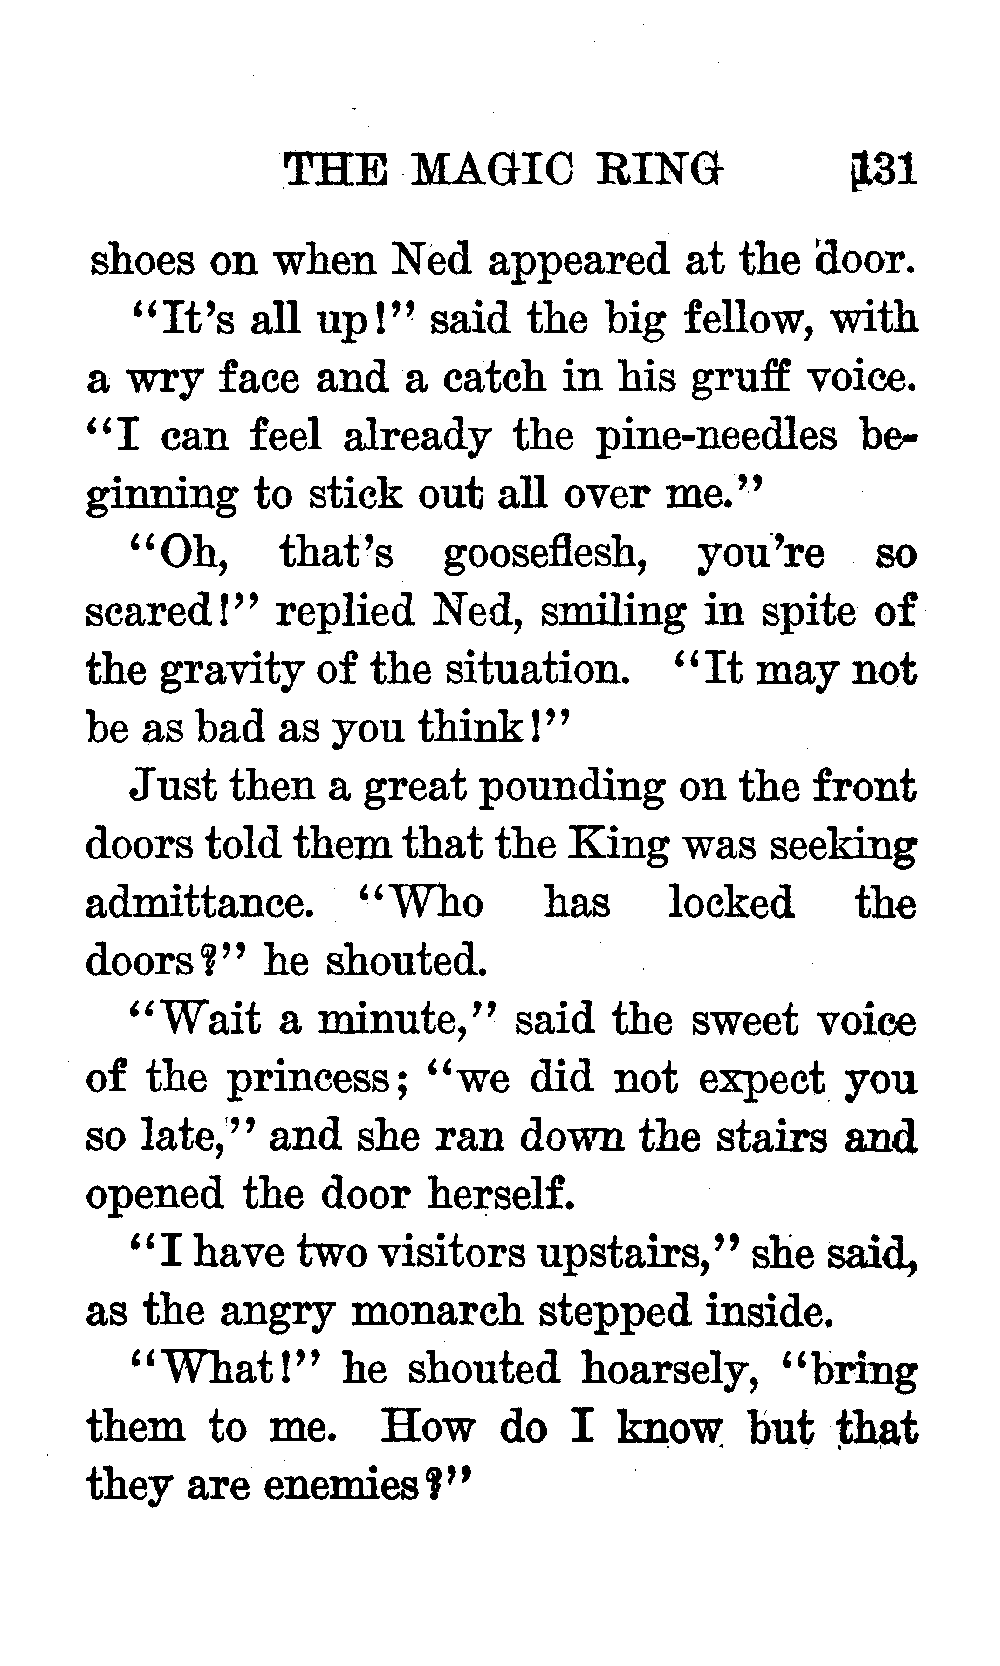 THE MAGIC RING 131
shoes on when Ned appeared at the door.
"It's all up!" said the big fellow, with
a wry face and a catch in his gruff voice.
"I can feel already the pine-needles be-
ginning to stick out all over me."
"Oh, that's gooseflesh, you're so
scared!" replied Ned, smiling in spite of
the gravity of the situation. "It may not
be as bad as you think!"
Just then a great pounding on the front
doors told them that the King was seeking
admittance. "Who has locked the
doors?" he shouted.
"Wait a minute," said the sweet voice
of the princess; "we did not expect you
so late," and she ran down the stairs and
opened the door herself.
"I have two visitors upstairs," she said,
as the angry monarch stepped inside.
"What!" he shouted hoarsely, "bring
them to me. How do I know but that
they are enemies?"